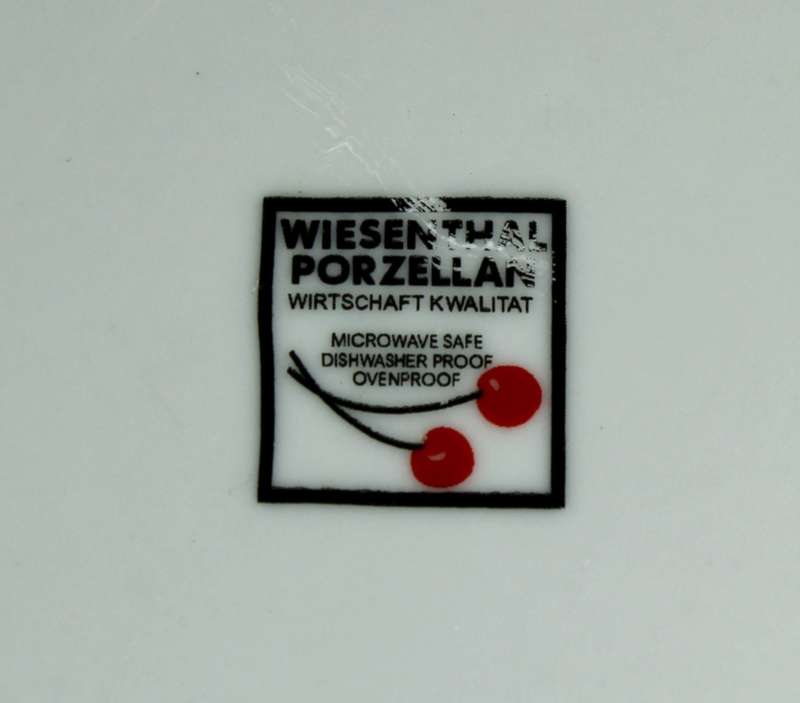 WIESENTHAL
PORZELLAN
WIRTSCHAFT KWALITAT
MICROWAVE SAFE
DISHWASHER PROOF
OVENPROOF